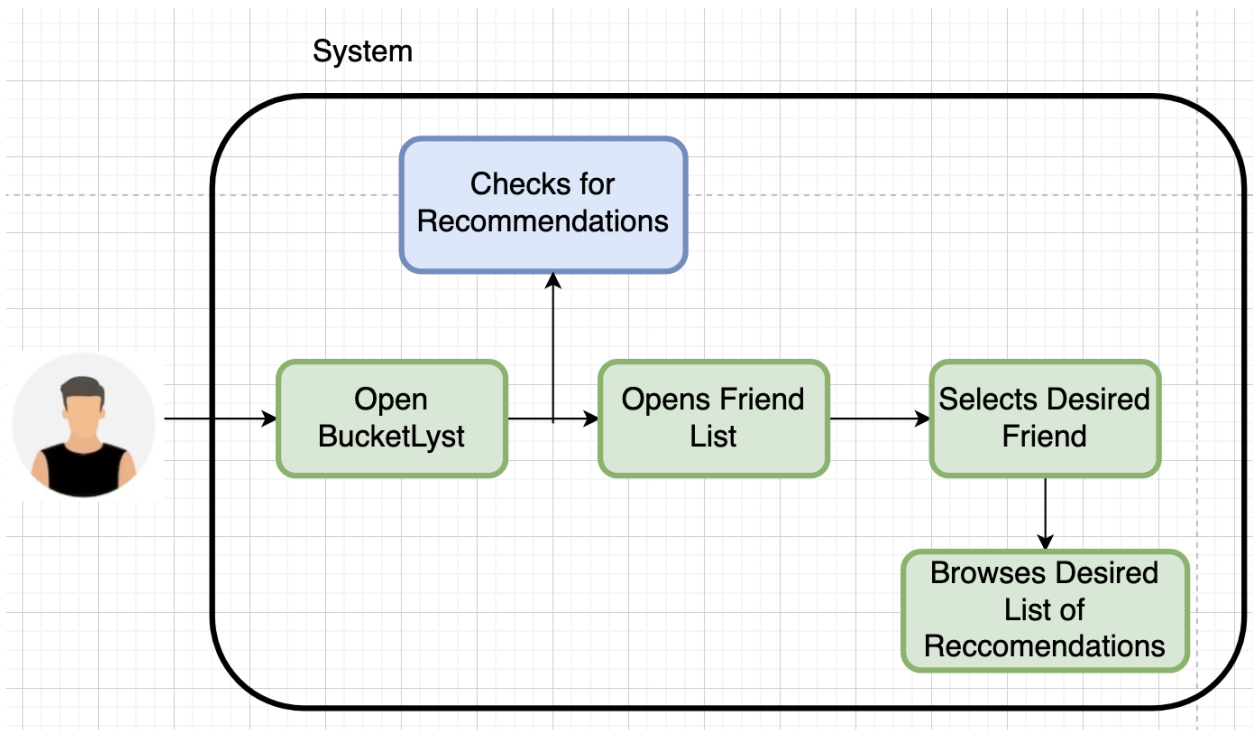 System
Checks for
Recommendations
Open
BucketLyst
Opens Friend
List
Selects Desired
Friend
Browses Desired
List of
Reccomendations